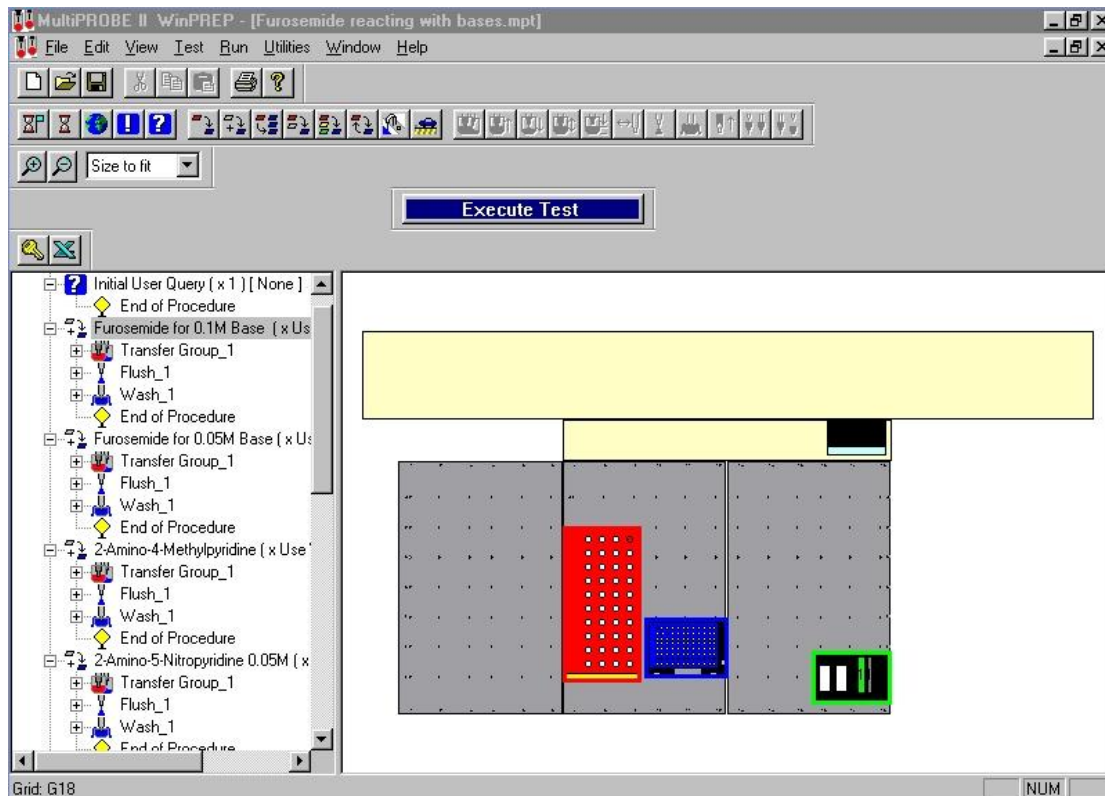 MultiPROBE II WinPREP - [Furosemide reacting with bases.mpt]
File Edit View Test Run Utilities Window Help
Size to fit
Execute Test
Initial User Query ( x 1 ) [ None ]
End of Procedure
Furosemide for 0.1M Base ( x Us
Transfer Group_1
Flush_1
Wash_1
End of Procedure
Furosemide for 0.05M Base ( x Us
Transfer Group_1
Flush_1
Wash_1
End of Procedure
2-Amino-4-Methylpyridine ( x Use
Transfer Group_1
Flush_1
Wash_1
End of Procedure
2-Amino-5-Nitropyridine 0.05M ( x
Transfer Group_1
Flush_1
Wash_1
End of Procedure
Grid: G18
NUM